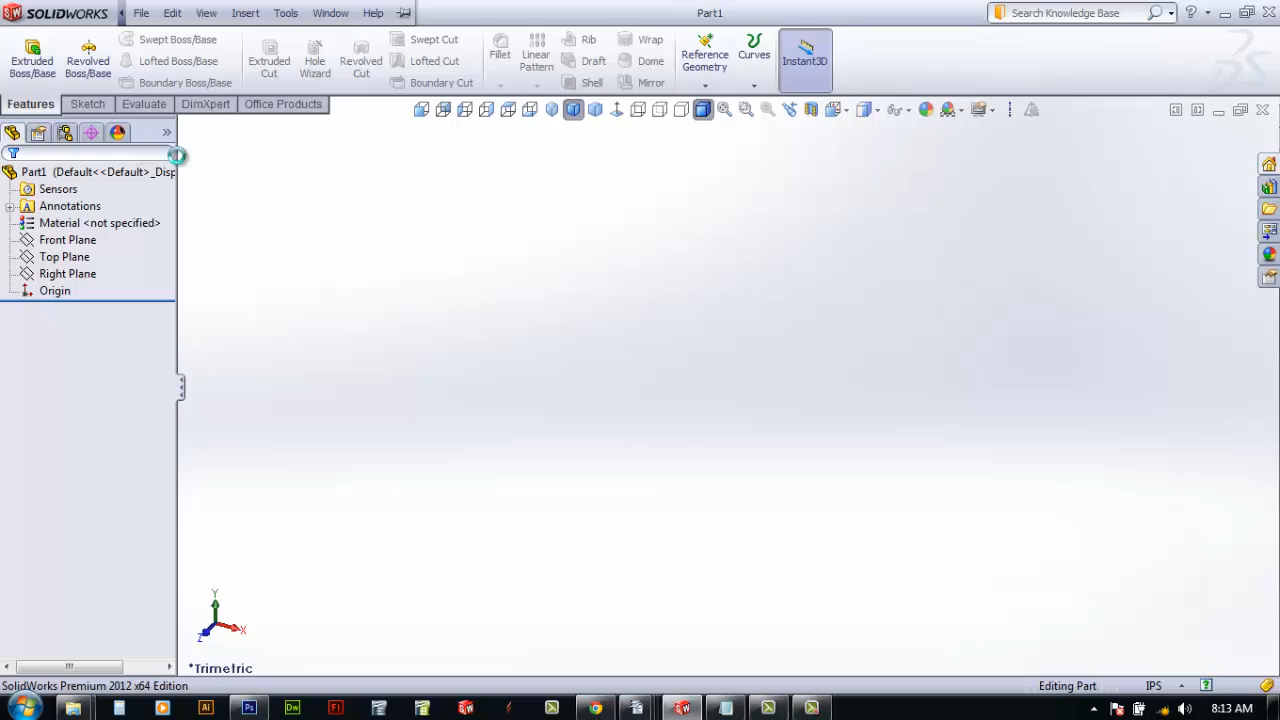 SOLIDWORKS File Edit View Insert Tools Window Help Part1 Search Knowledge Base
Extruded Boss/Base
Revolved Boss/Base
Swept Boss/Base
Lofted Boss/Base
Boundary Boss/Base
Extruded Cut
Hole Wizard
Revolved Cut
Swept Cut
Lofted Cut
Boundary Cut
Fillet
Linear Pattern
Rib
Draft
Shell
Wrap
Dome
Mirror
Reference Geometry
Curves
Instant3D
Features Sketch Evaluate DimXpert Office Products
Part1 (Default<<Default>_Disp
Sensors
Annotations
Material <not specified>
Front Plane
Top Plane
Right Plane
Origin
Y
X
Z
*Trimetric
SolidWorks Premium 2012 x64 Edition Editing Part IPS
8:13 AM